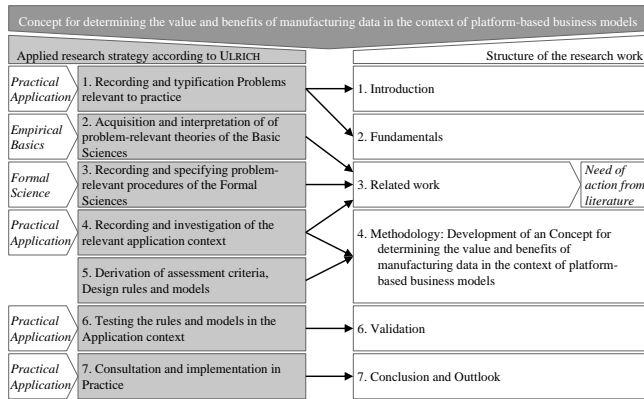 Concept for determining the value and benefits of manufacturing data in the context of platform-based business models
Applied research strategy according to ULRICH
Structure of the research work
Practical
Application
1. Recording and typification Problems
relevant to practice
1. Introduction
Empirical
Basics
2. Acquisition and interpretation of of
problem-relevant theories of the Basic
Sciences
2. Fundamentals
Formal
Science
3. Recording and specifying problem-
relevant procedures of the Formal
Sciences
3. Related work
Need of
action from
literature
Practical
Application
4. Recording and investigation of the
relevant application context
4. Methodology: Development of an Concept for
determining the value and benefits of
manufacturing data in the context of platform-
based business models
5. Derivation of assessment criteria,
Design rules and models
Practical
Application
6. Testing the rules and models in the
Application context
6. Validation
Practical
Application
7. Consultation and implementation in
Practice
7. Conclusion and Outtlook